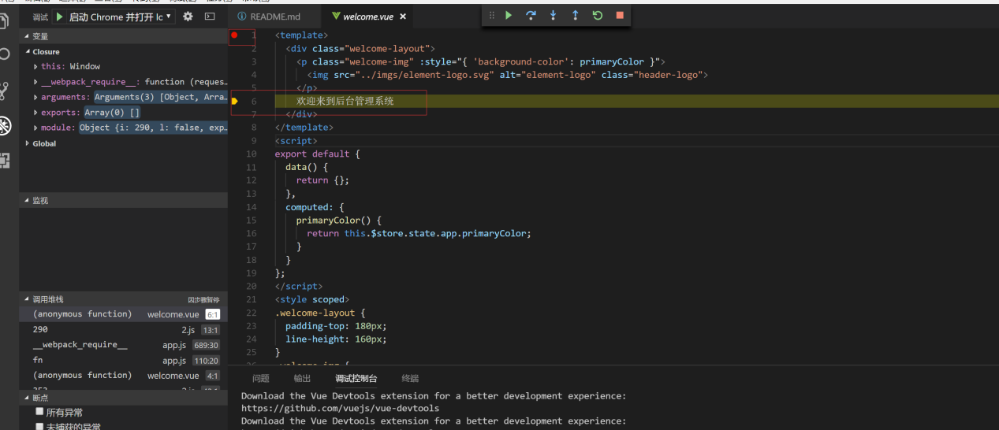 调试 启动 Chrome 并打开 lc
README.md welcome.vue
变量
Closure
this: Window
__webpack_require__: function (reques…
arguments: Arguments(3) [Object, Arra…
exports: Array(0) []
module: Object {i: 290, l: false, exp…
Global
监视
调用堆栈 因步骤暂停
(anonymous function) welcome.vue 6:1
290 2.js 13:1
__webpack_require__ app.js 689:30
fn app.js 110:20
(anonymous function) welcome.vue 4:1
断点
所有异常
未捕获的异常
1 <template>
2 <div class="welcome-layout">
3 <p class="welcome-img" :style="{ 'background-color': primaryColor }">
4 <img src="../imgs/element-logo.svg" alt="element-logo" class="header-logo">
5 </p>
6 欢迎来到后台管理系统
7 </div>
8 </template>
9 <script>
10 export default {
11 data() {
12 return {};
13 },
14 computed: {
15 primaryColor() {
16 return this.$store.state.app.primaryColor;
17 }
18 }
19 };
20 </script>
21 <style scoped>
22 .welcome-layout {
23 padding-top: 180px;
24 line-height: 160px;
25 }
问题 输出 调试控制台 终端
Download the Vue Devtools extension for a better development experience:
https://github.com/vuejs/vue-devtools
Download the Vue Devtools extension for a better development experience: